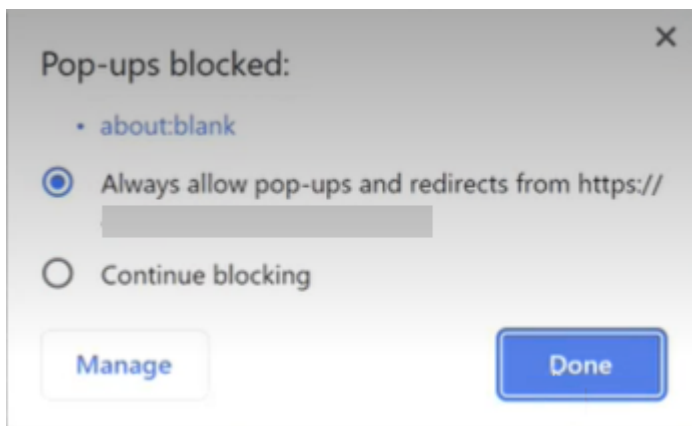 Pop-ups blocked:
• about:blank
Always allow pop-ups and redirects from https://
Continue blocking
Manage
Done